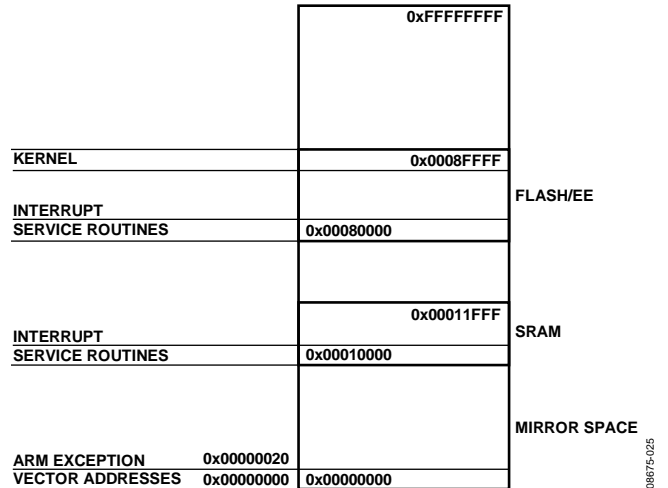 0xFFFFFFFF
KERNEL 0x0008FFFF
FLASH/EE
INTERRUPT
SERVICE ROUTINES 0x00080000
0x00011FFF
SRAM
INTERRUPT
SERVICE ROUTINES 0x00010000
MIRROR SPACE
ARM EXCEPTION 0x00000020
VECTOR ADDRESSES 0x00000000 0x00000000
08675-025